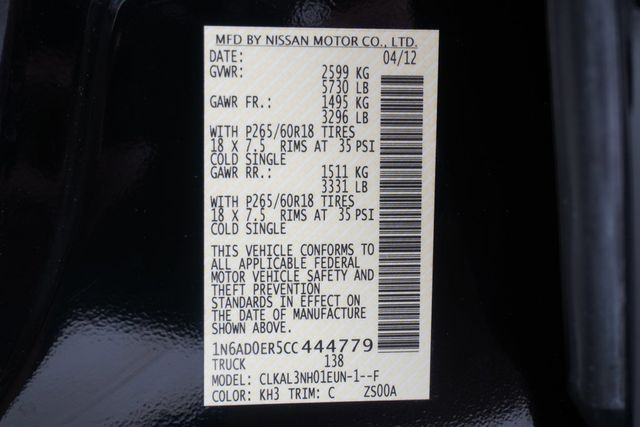 MFD BY NISSAN MOTOR CO., LTD.
DATE: 04/12
GVWR: 2599 KG
5730 LB
GAWR FR.: 1495 KG
3296 LB
WITH P265/60R18 TIRES
18 X 7.5 RIMS AT 35 PSI
COLD SINGLE
GAWR RR.: 1511 KG
3331 LB
WITH P265/60R18 TIRES
18 X 7.5 RIMS AT 35 PSI
COLD SINGLE
THIS VEHICLE CONFORMS TO
ALL APPLICABLE FEDERAL
MOTOR VEHICLE SAFETY AND
THEFT PREVENTION
STANDARDS IN EFFECT ON
THE DATE OF MANUFACTURE
SHOWN ABOVE.
1N6AD0ER5CC444779
TRUCK 138
MODEL: CLKAL3NH01EUN-1--F
COLOR: KH3 TRIM: C ZS00A